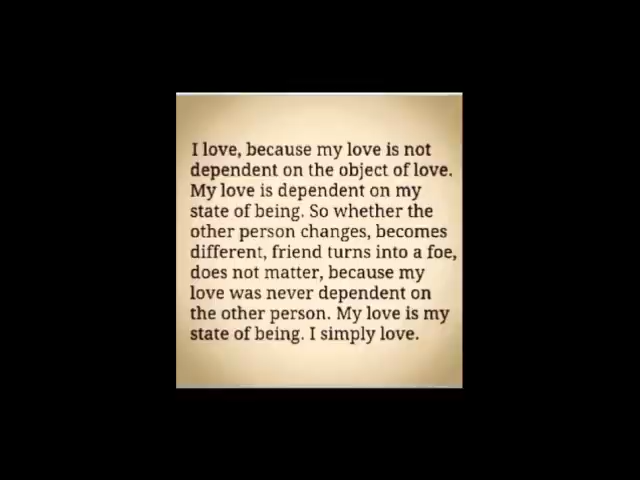 I love, because my love is not
dependent on the object of love.
My love is dependent on my
state of being. So whether the
other person changes, becomes
different, friend turns into a foe,
does not matter, because my
love was never dependent on
the other person. My love is my
state of being. I simply love.